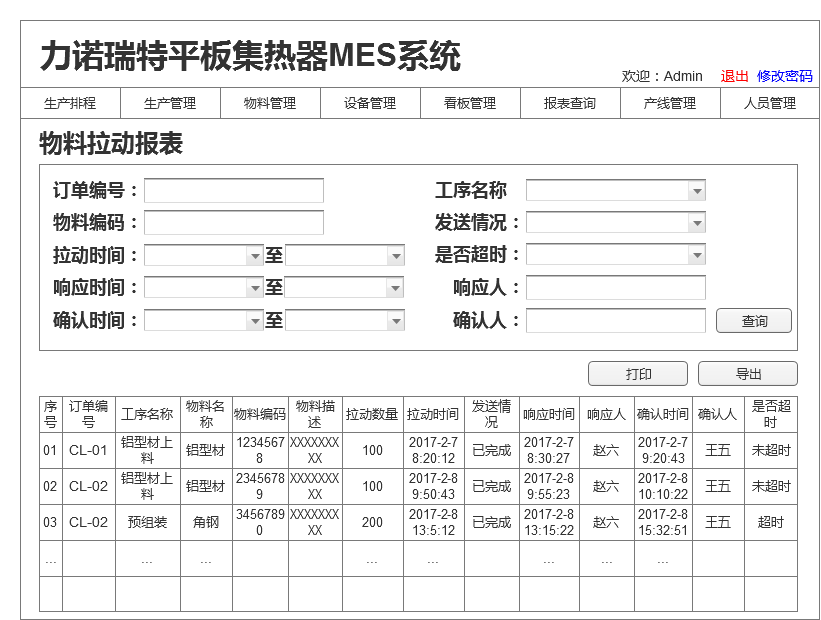 力诺瑞特平板集热器MES系统
欢迎：Admin 退出 修改密码
生产排程 生产管理 物料管理 设备管理 看板管理 报表查询 产线管理 人员管理
物料拉动报表
订单编号： 工序名称
物料编码： 发送情况：
拉动时间： 至 是否超时：
响应时间： 至 响应人：
确认时间： 至 确认人： 查询
打印 导出
序号 订单编号 工序名称 物料名称 物料编码 物料描述 拉动数量 拉动时间 发送情况 响应时间 响应人 确认时间 确认人 是否超时
01 CL-01 铝型材上料 铝型材 12345678 XXXXXXXXX 100 2017-2-7 8:20:12 已完成 2017-2-7 8:30:27 赵六 2017-2-7 9:20:43 王五 未超时
02 CL-02 铝型材上料 铝型材 23456789 XXXXXXXXX 100 2017-2-8 9:50:43 已完成 2017-2-8 9:55:23 赵六 2017-2-8 10:10:22 王五 未超时
03 CL-02 预组装 角钢 34567890 XXXXXXXXX 200 2017-2-8 13:5:12 已完成 2017-2-8 13:15:22 赵六 2017-2-8 15:32:51 王五 超时
... ... ... ... ... ... ... ...